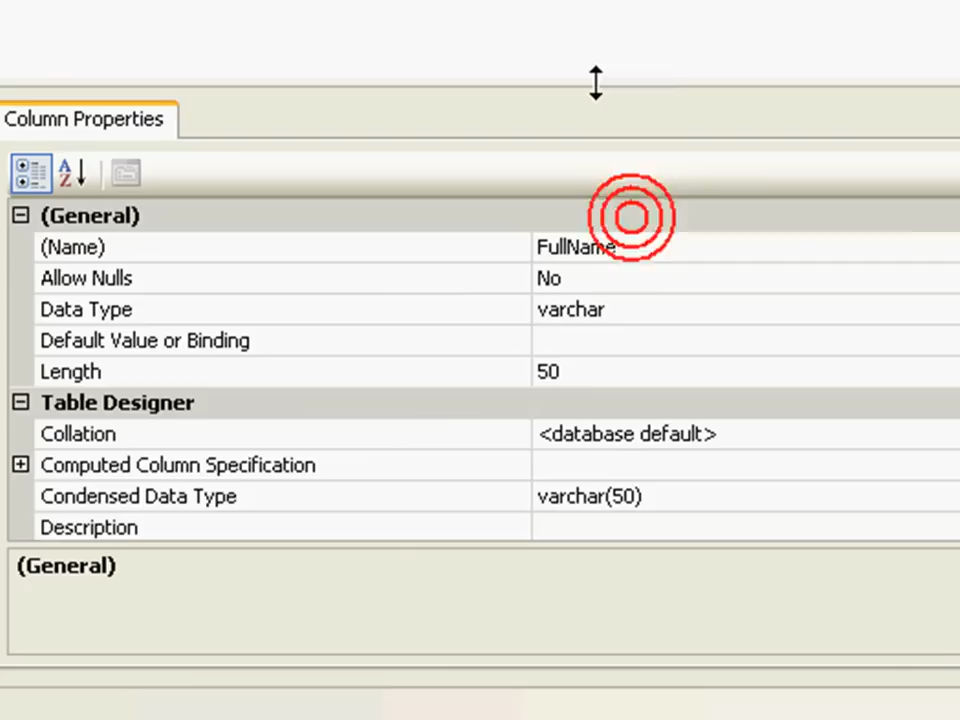 Column Properties
(General)
(Name) FullName
Allow Nulls No
Data Type varchar
Default Value or Binding
Length 50
Table Designer
Collation <database default>
Computed Column Specification
Condensed Data Type varchar(50)
Description
(General)